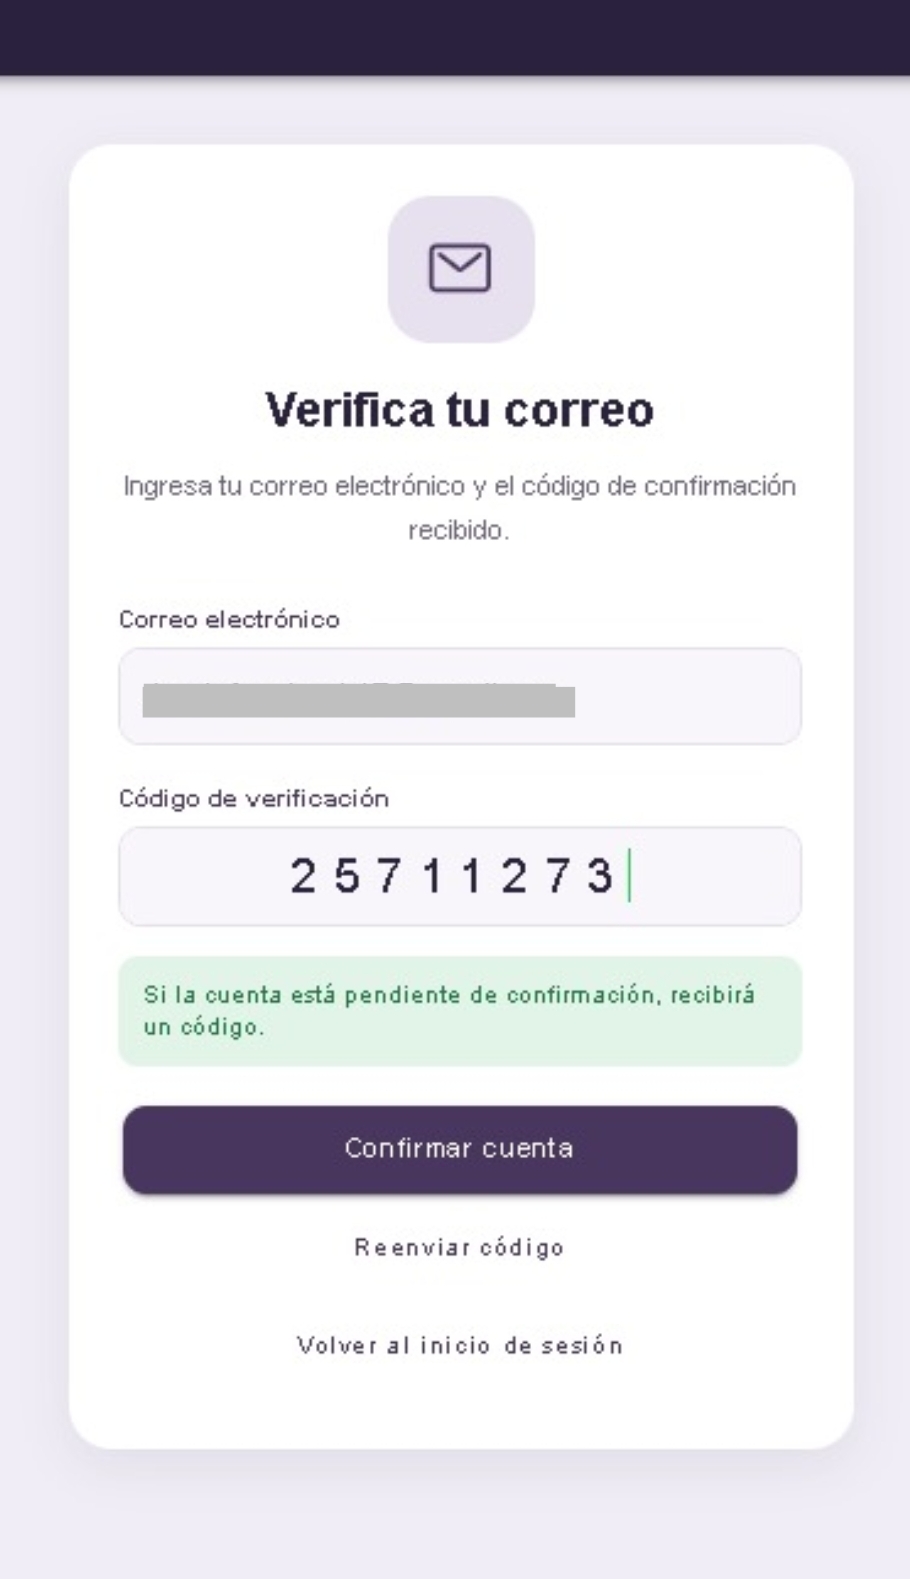 Verifica tu correo
Ingresa tu correo electrónico y el código de confirmación
recibido.
Correo electrónico
Código de verificación
25711273
Si la cuenta está pendiente de confirmación, recibirá
un código.
Confirmar cuenta
Reenviar código
Volver al inicio de sesión